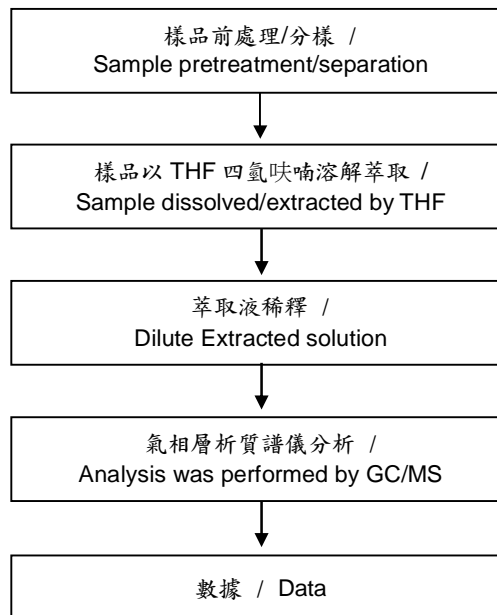 樣品前處理/分樣 /
Sample pretreatment/separation
樣品以 THF 四氫呋喃溶解萃取 /
Sample dissolved/extracted by THF
萃取液稀釋 /
Dilute Extracted solution
氣相層析質譜儀分析 /
Analysis was performed by GC/MS
數據 / Data